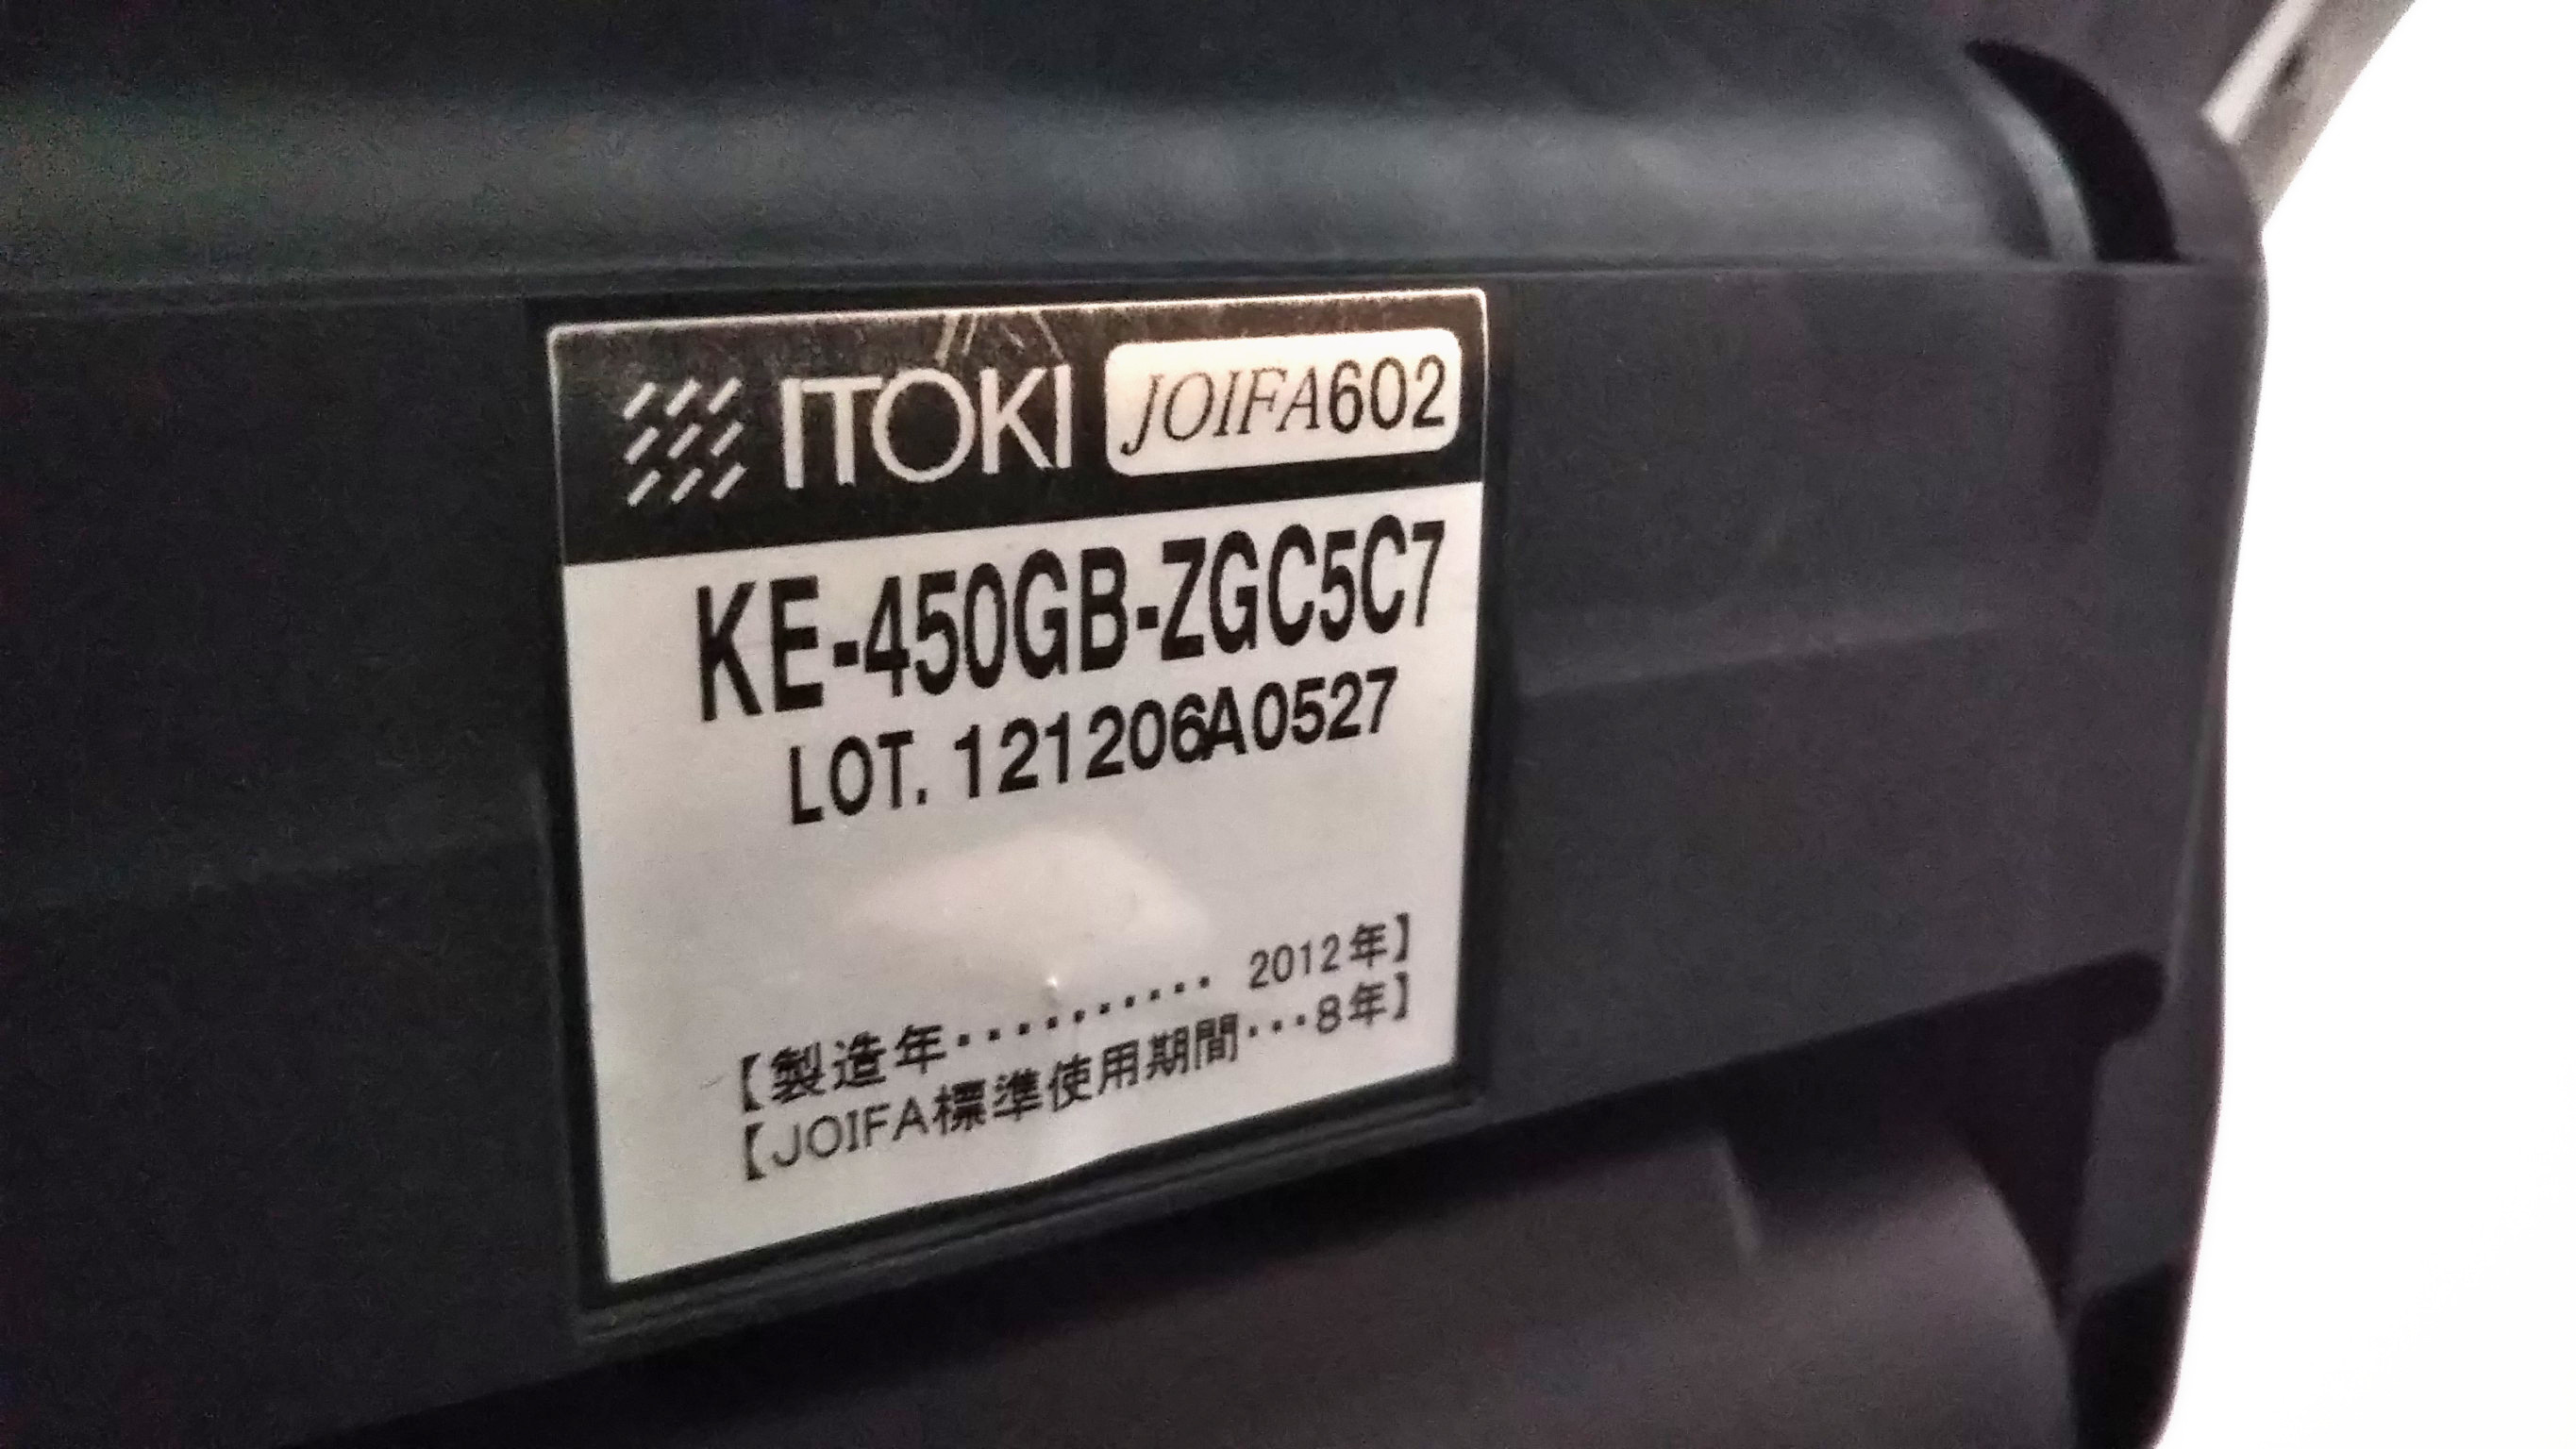 ITOKI JOIFA602
KE-450GB-ZGC5C7
LOT. 121206A0527
【製造年・・・・・・・・・・ 2012年】
【JOIFA標準使用期間・・・8年】